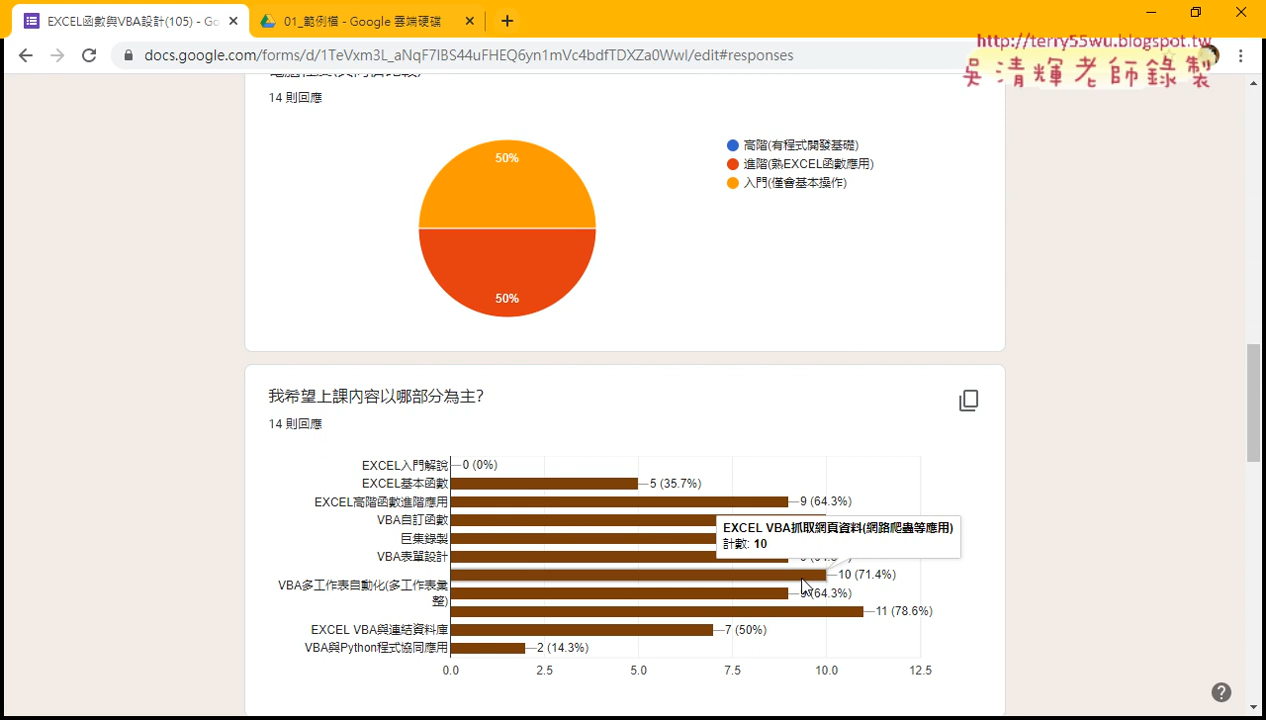 EXCEL函數與VBA設計(105) - Go
01_範例檔 - Google 雲端硬碟
docs.google.com/forms/d/1TeVxm3L_aNqF7lBS44uFHEQ6yn1mVc4bdfTDXZa0Wwl/edit#responses
http://terry55wu.blogspot.tw
吳清輝老師錄製
14 則回應
50%
50%
高階(有程式開發基礎)
進階(熟EXCEL函數應用)
入門(僅會基本操作)
我希望上課內容以哪部分為主?
14 則回應
EXCEL入門解說
0 (0%)
EXCEL基本函數
5 (35.7%)
EXCEL高階函數進階應用
9 (64.3%)
VBA自訂函數
巨集錄製
VBA表單設計
EXCEL VBA抓取網頁資料(網路爬蟲等應用)
計數: 10
10 (71.4%)
VBA多工作表自動化(多工作表彙
整)
(64.3%)
11 (78.6%)
EXCEL VBA與連結資料庫
7 (50%)
VBA與Python程式協同應用
2 (14.3%)
0.0 2.5 5.0 7.5 10.0 12.5